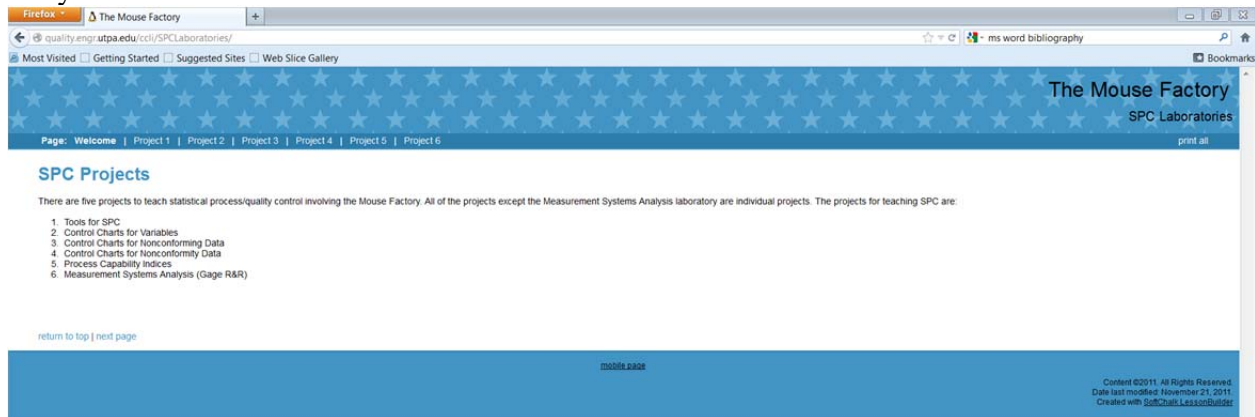 Firefox
The Mouse Factory
quality.engr.utpa.edu/ccli/SPCLaboratories/
ms word bibliography
Most Visited Getting Started Suggested Sites Web Slice Gallery
Bookmarks
The Mouse Factory
SPC Laboratories
Page: Welcome | Project 1 | Project 2 | Project 3 | Project 4 | Project 5 | Project 6
print all
SPC Projects
There are five projects to teach statistical process/quality control involving the Mouse Factory. All of the projects except the Measurement Systems Analysis laboratory are individual projects. The projects for teaching SPC are:
1. Tools for SPC
2. Control Charts for Variables
3. Control Charts for Nonconforming Data
4. Control Charts for Nonconformity Data
5. Process Capability Indices
6. Measurement Systems Analysis (Gage R&R)
return to top | next page
mobile page
Content ©2011. All Rights Reserved.
Date last modified: November 21, 2011.
Created with SoftChalk LessonBuilder